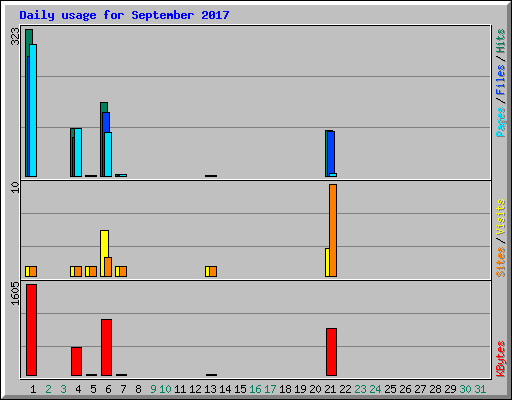 Daily usage for September 2017
323
Pages / Files / Hits
10
Sites / Visits
1605
KBytes
1 2 3 4 5 6 7 8 9 10 11 12 13 14 15 16 17 18 19 20 21 22 23 24 25 26 27 28 29 30 31